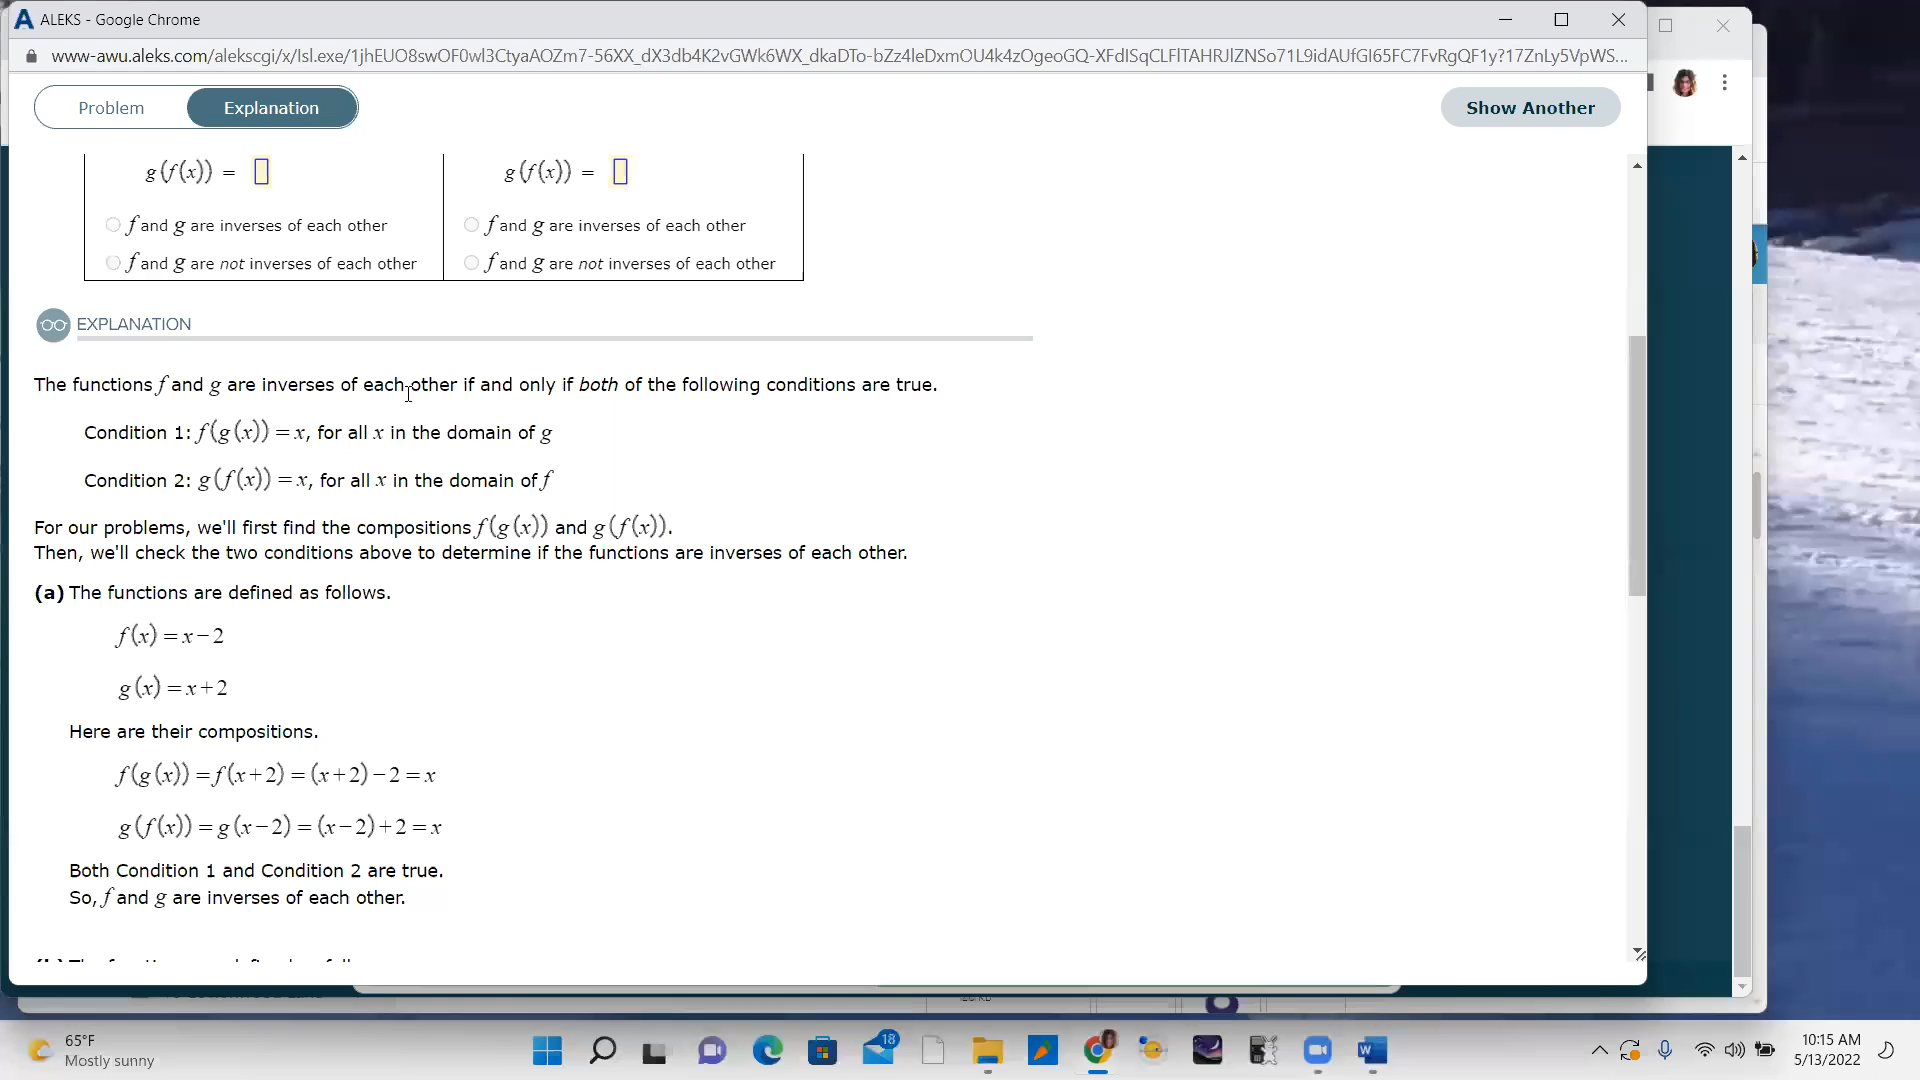 ALEKS - Google Chrome
www-awu.aleks.com/alekscgi/x/Isl.exe/1jhEUO8swOF0wl3CtyaAOZm7-56XX_dX3db4K2vGWk6WX_dkaDTo-bZz4leDxmOU4k4zOgeoGQ-XFdISqCLFlTAHRJlZNSo71L9idAUfGI65FC7FvRgQF1y?17ZnLy5VpWS...
Problem
Explanation
Show Another
g(f(x)) =
g(f(x)) =
f and g are inverses of each other
f and g are inverses of each other
f and g are not inverses of each other
f and g are not inverses of each other
EXPLANATION
The functions f and g are inverses of each other if and only if both of the following conditions are true.
Condition 1: f(g(x)) = x, for all x in the domain of g
Condition 2: g(f(x)) = x, for all x in the domain of f
For our problems, we'll first find the compositions f(g(x)) and g(f(x)).
Then, we'll check the two conditions above to determine if the functions are inverses of each other.
(a) The functions are defined as follows.
f(x) = x-2
g(x) = x+2
Here are their compositions.
f(g(x)) = f(x+2) = (x+2)-2 = x
g(f(x)) = g(x-2) = (x-2)+2 = x
Both Condition 1 and Condition 2 are true.
So, f and g are inverses of each other.
65°F
Mostly sunny
18
10:15 AM
5/13/2022